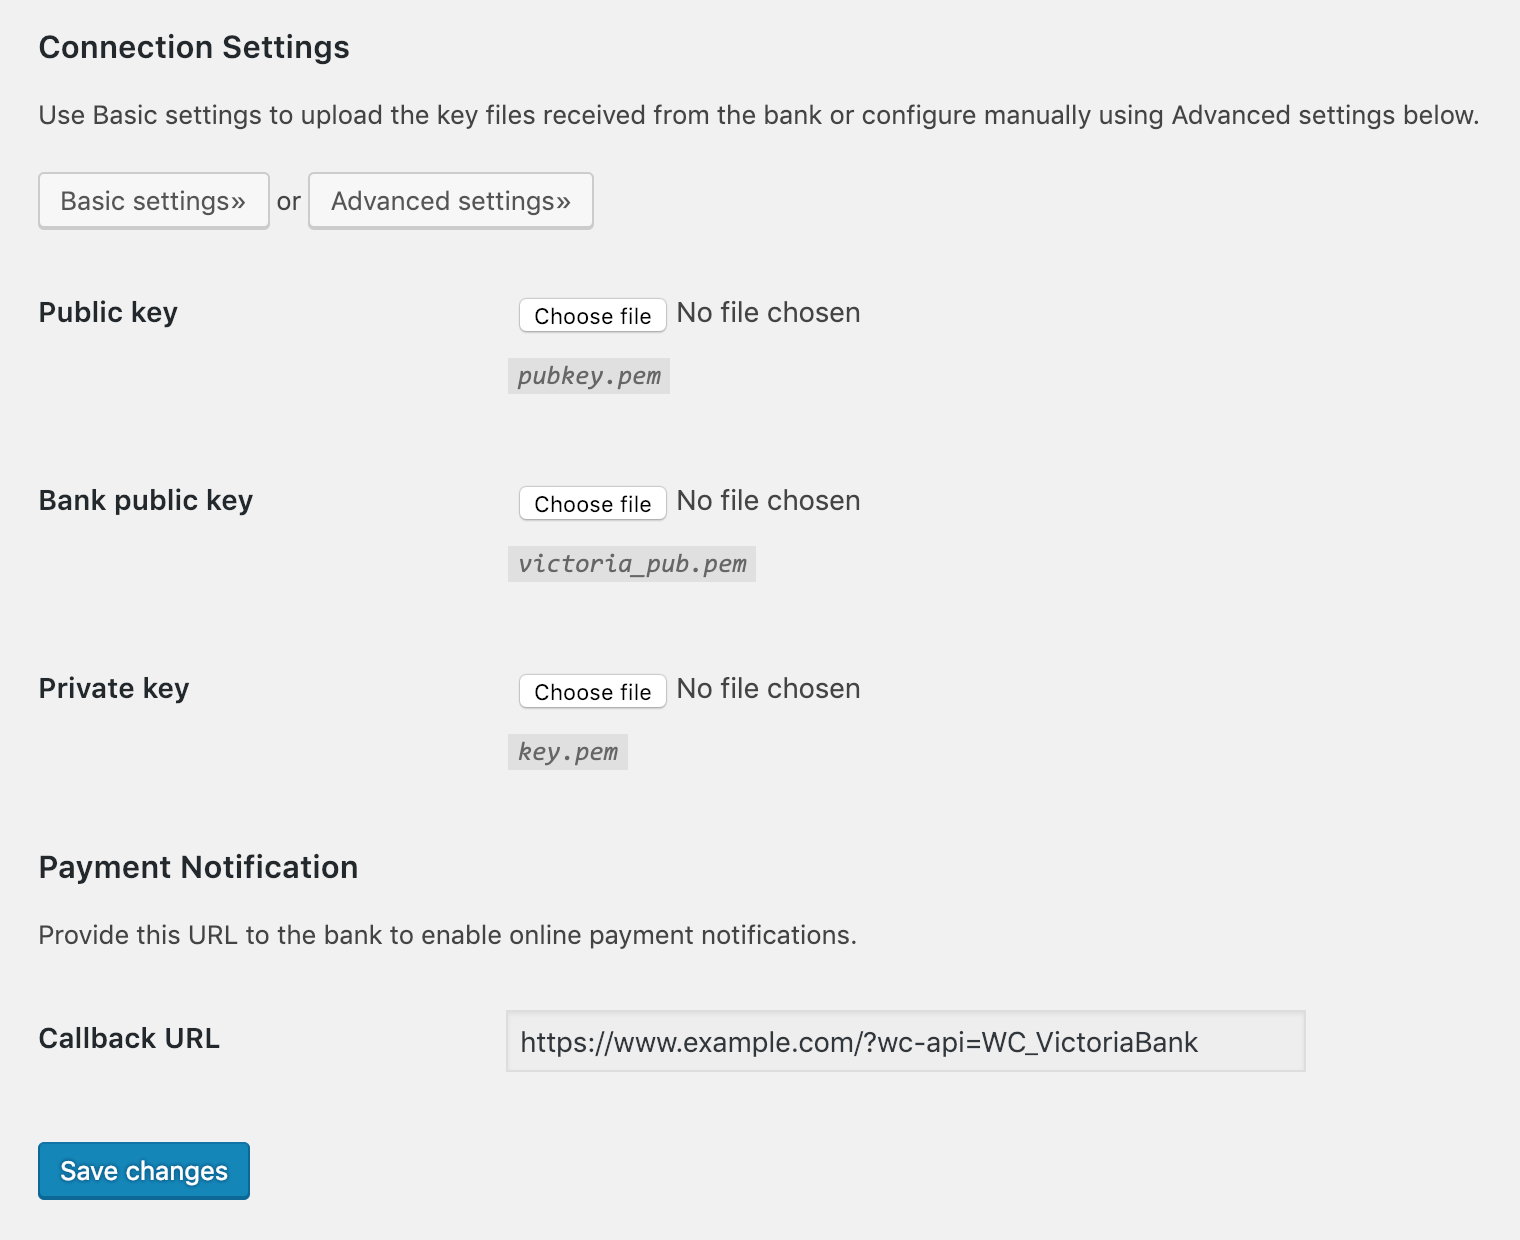 Connection Settings
Use Basic settings to upload the key files received from the bank or configure manually using Advanced settings below.
Basic settings» or Advanced settings»
Public key Choose file No file chosen
pubkey.pem
Bank public key Choose file No file chosen
victoria_pub.pem
Private key Choose file No file chosen
key.pem
Payment Notification
Provide this URL to the bank to enable online payment notifications.
Callback URL https://www.example.com/?wc-api=WC_VictoriaBank
Save changes